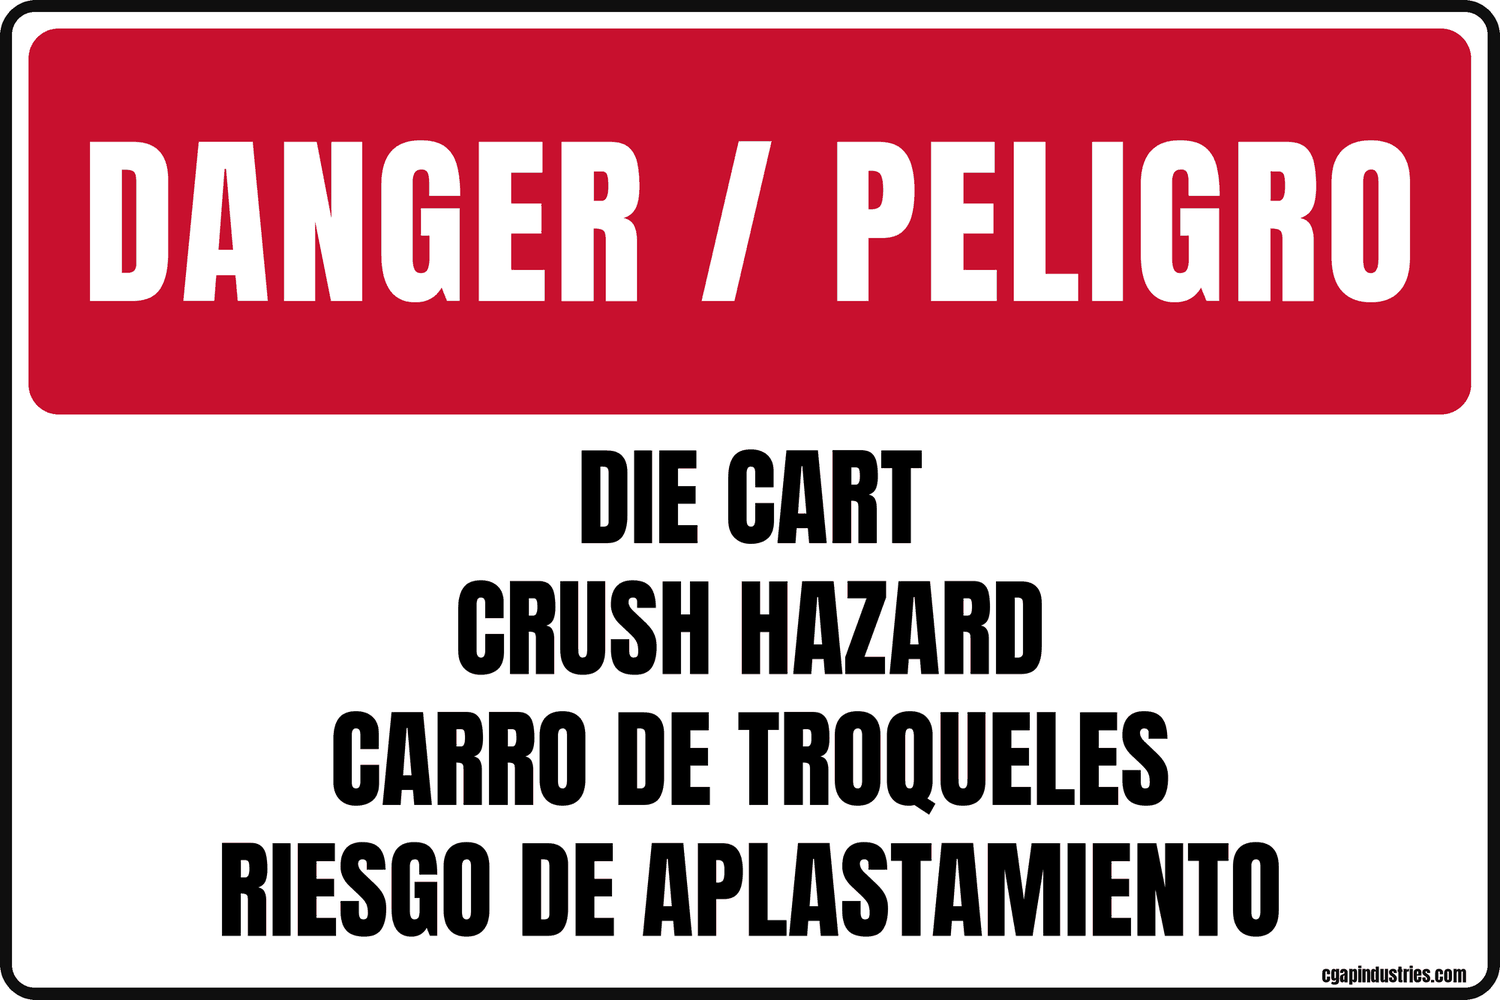 DANGER / PELIGRO
DIE CART
CRUSH HAZARD
CARRO DE TROQUELES
RIESGO DE APLASTAMIENTO
cgapindustries.com